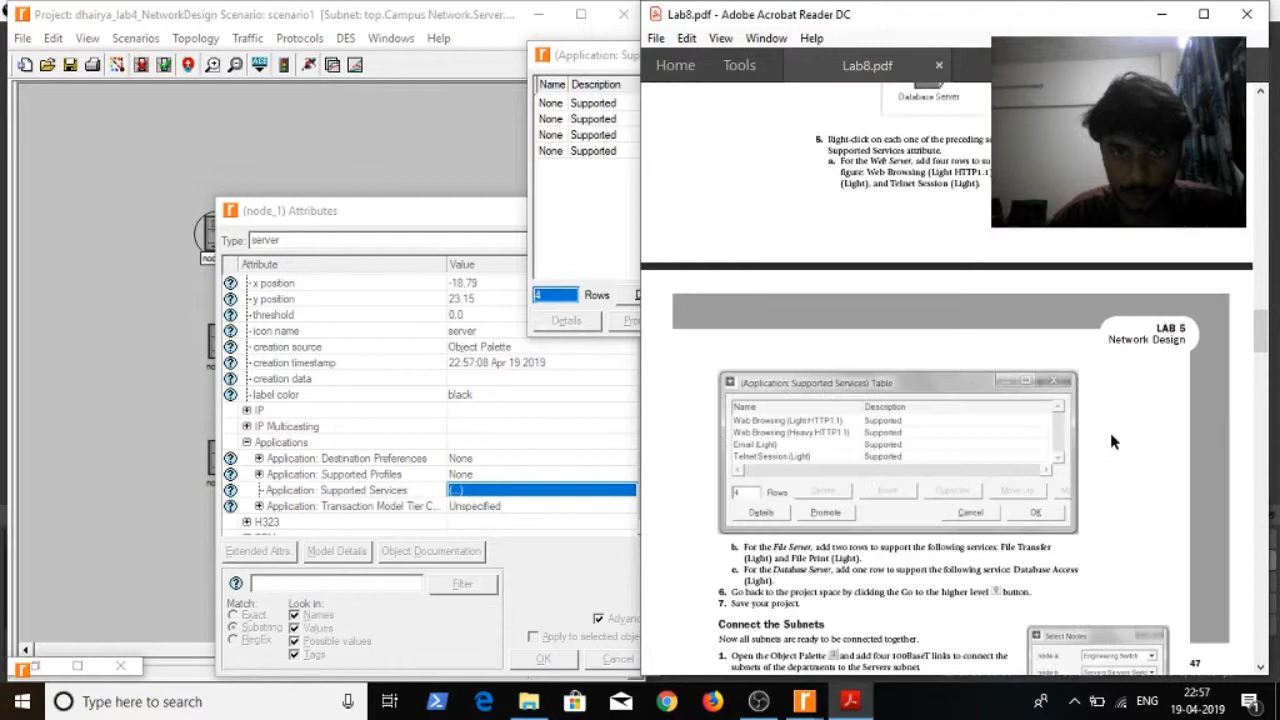 Project: dhairya_lab4_NetworkDesign Scenario: scenario1 [Subnet: top.Campus Network.Server....
File Edit View Scenarios Topology Traffic Protocols DES Windows Help
(Application: Sup
Name Description
None Supported
None Supported
None Supported
None Supported
4 Rows
Details
(node_1) Attributes
Type: server
Attribute Value
x position -18.79
y position 23.15
threshold 0.0
icon name server
creation source Object Palette
creation timestamp 22:57:08 Apr 19 2019
creation data
label color black
IP
IP Multicasting
Applications
Application: Destination Preferences None
Application: Supported Profiles None
Application: Supported Services (...)
Application: Transaction Model Tier C... Unspecified
H323
Extended Attrs. Model Details Object Documentation
Filter
Match: Look in:
Exact Names
Substring Values
RegEx Possible values
Tags
Advanc
Apply to selected obje
OK Cancel
Lab8.pdf - Adobe Acrobat Reader DC
File Edit View Window Help
Home Tools Lab8.pdf
Database Server
5. Right-click on each one of the preceding s
Supported Services attribute.
a. For the Web Server, add four rows to su
figure: Web Browsing (Light HTTP1.1)
(Light), and Telnet Session (Light).
LAB 5
Network Design
(Application: Supported Services) Table
Name Description
Web Browsing (Light HTTP1.1) Supported
Web Browsing (Heavy HTTP1.1) Supported
Email (Light) Supported
Telnet Session (Light) Supported
4 Rows Delete Insert Duplicate Move Up M
Details Promote Cancel OK
b. For the File Server, add two rows to support the following services: File Transfer
(Light) and File Print (Light).
c. For the Database Server, add one row to support the following service: Database Access
(Light).
6. Go back to the project space by clicking the Go to the higher level button.
7. Save your project.
Connect the Subnets
Now all subnets are ready to be connected together.
1. Open the Object Palette and add four 100BaseT links to connect the
subnets of the departments to the Servers subnet.
Select Nodes
node a: Engineering Switch
node b:
47
Type here to search
ENG
22:57
19-04-2019